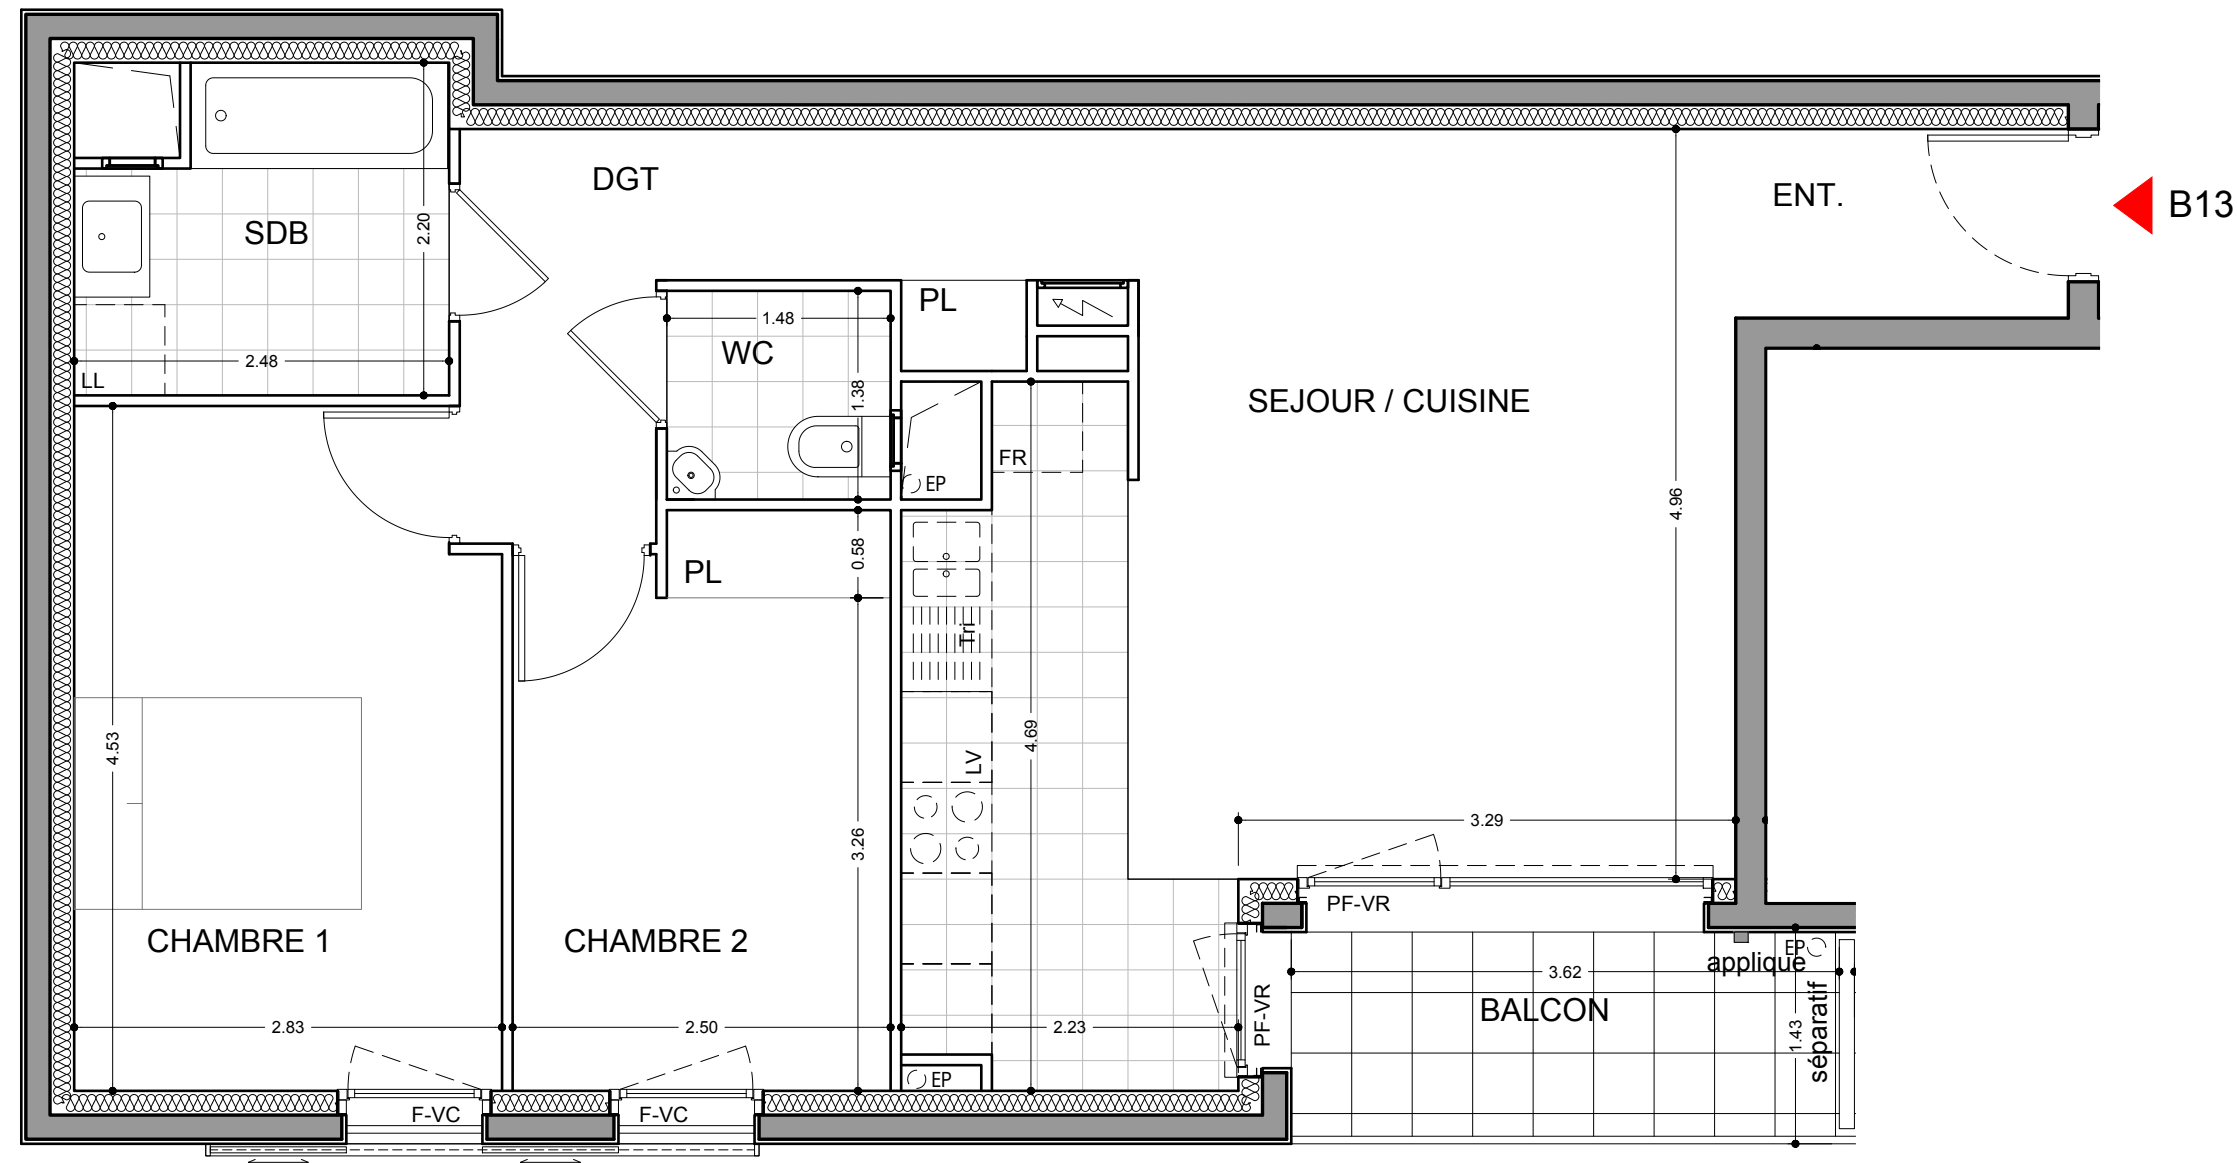 DGT
ENT.
B13
SDB
2.20
PL
1.48
WC
2.48
LL
1.38
SEJOUR / CUISINE
FR
EP
4.96
0.58
PL
Tri
4.53
4.69
LV
3.26
3.29
PF-VR
CHAMBRE 1
CHAMBRE 2
EP
applique
3.62
BALCON
PF-VR
séparatif
1.43
2.83
2.50
2.23
EP
F-VC
F-VC